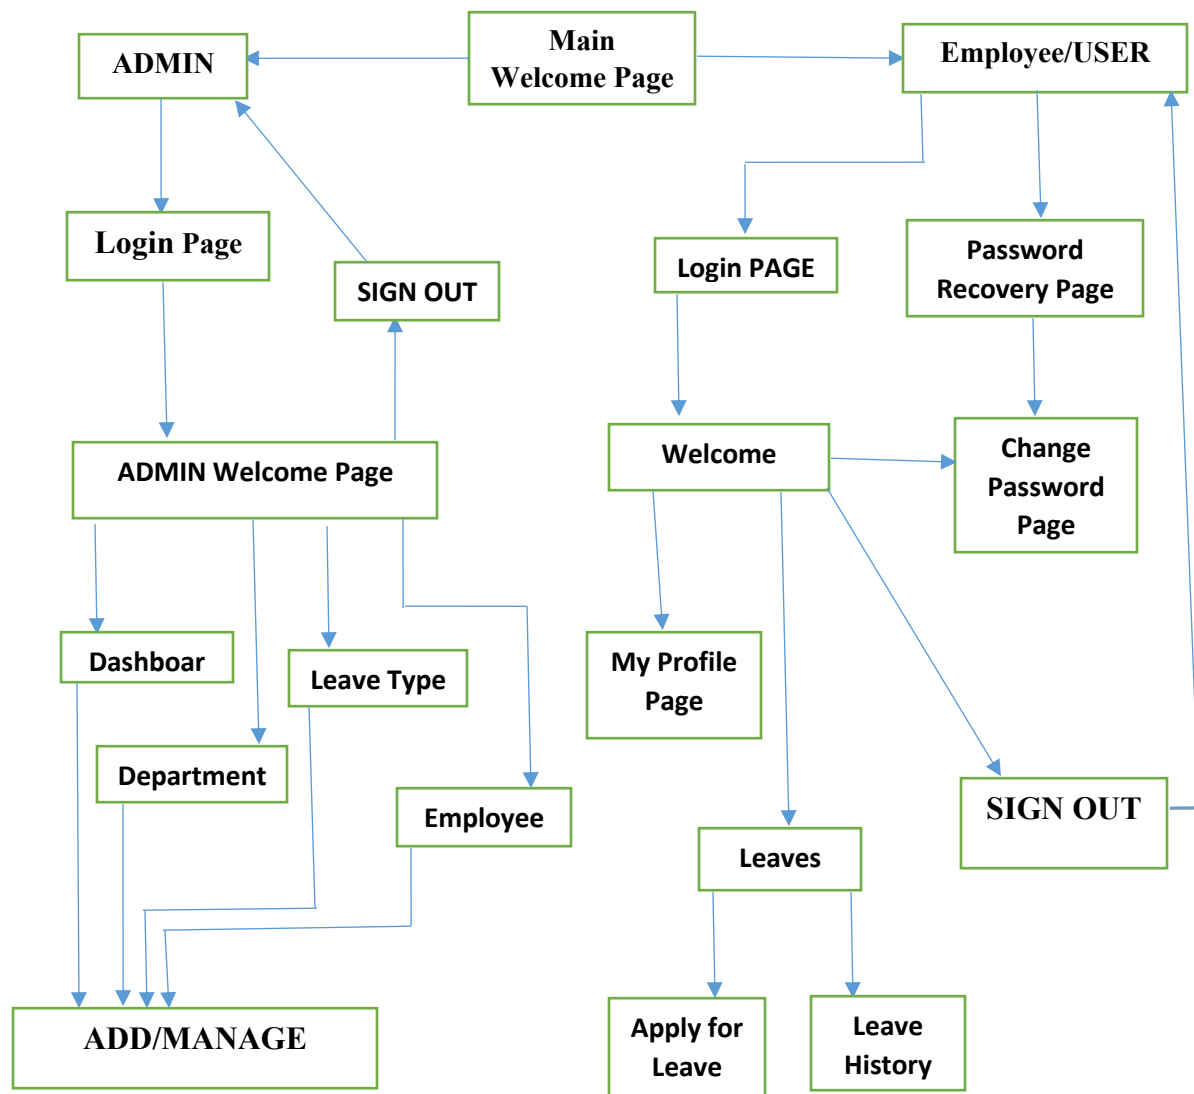 Main
Welcome Page
ADMIN
Employee/USER
Login Page
SIGN OUT
Login PAGE
Password
Recovery Page
ADMIN Welcome Page
Welcome
Change
Password
Page
Dashboar
Leave Type
My Profile
Page
Department
Employee
SIGN OUT
Leaves
ADD/MANAGE
Apply for
Leave
Leave
History